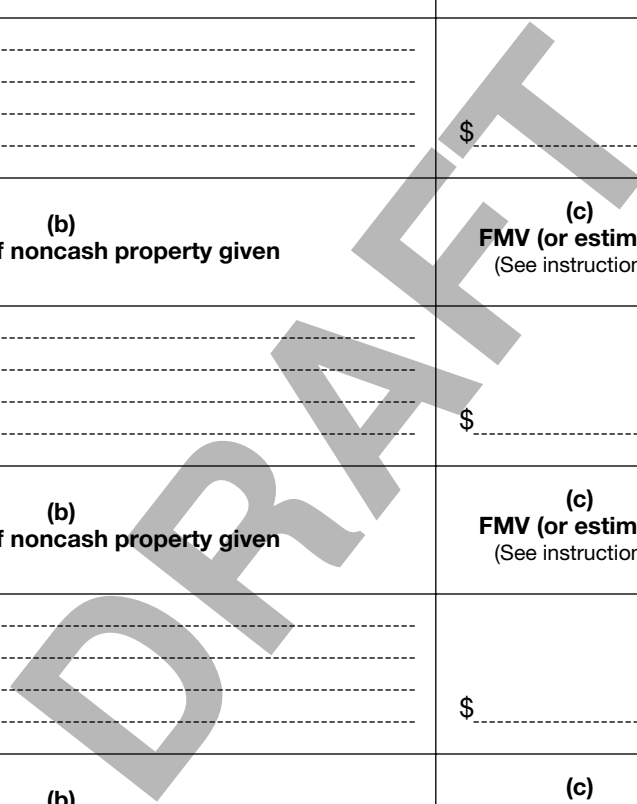 $
(b)
(c)
f noncash property given
FMV (or estim
(See instruction
$
(b)
(c)
f noncash property given
FMV (or estim
(See instruction
$
(b)
(c)
DRAFT